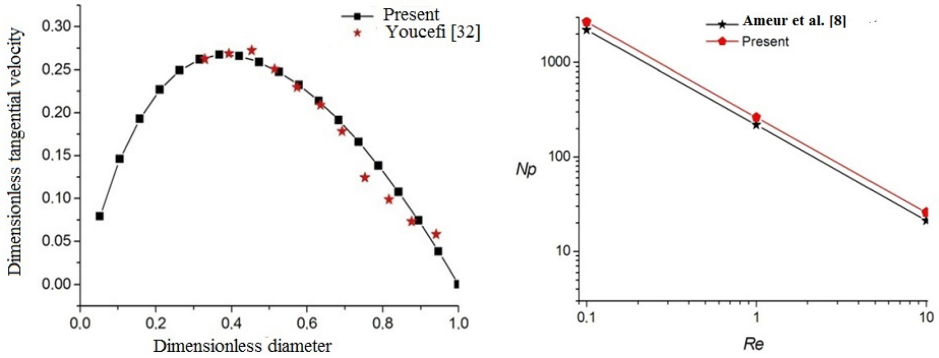 Dimensionless tangential velocity
0.30
0.25
0.20
0.15
0.10
0.05
0.00
Present
Youcefi [32]
0.0
0.2
0.4
0.6
0.8
1.0
Dimensionless diameter
Np
1000
100
10
Ameur et al. [8]
Present
0.1
1
10
Re